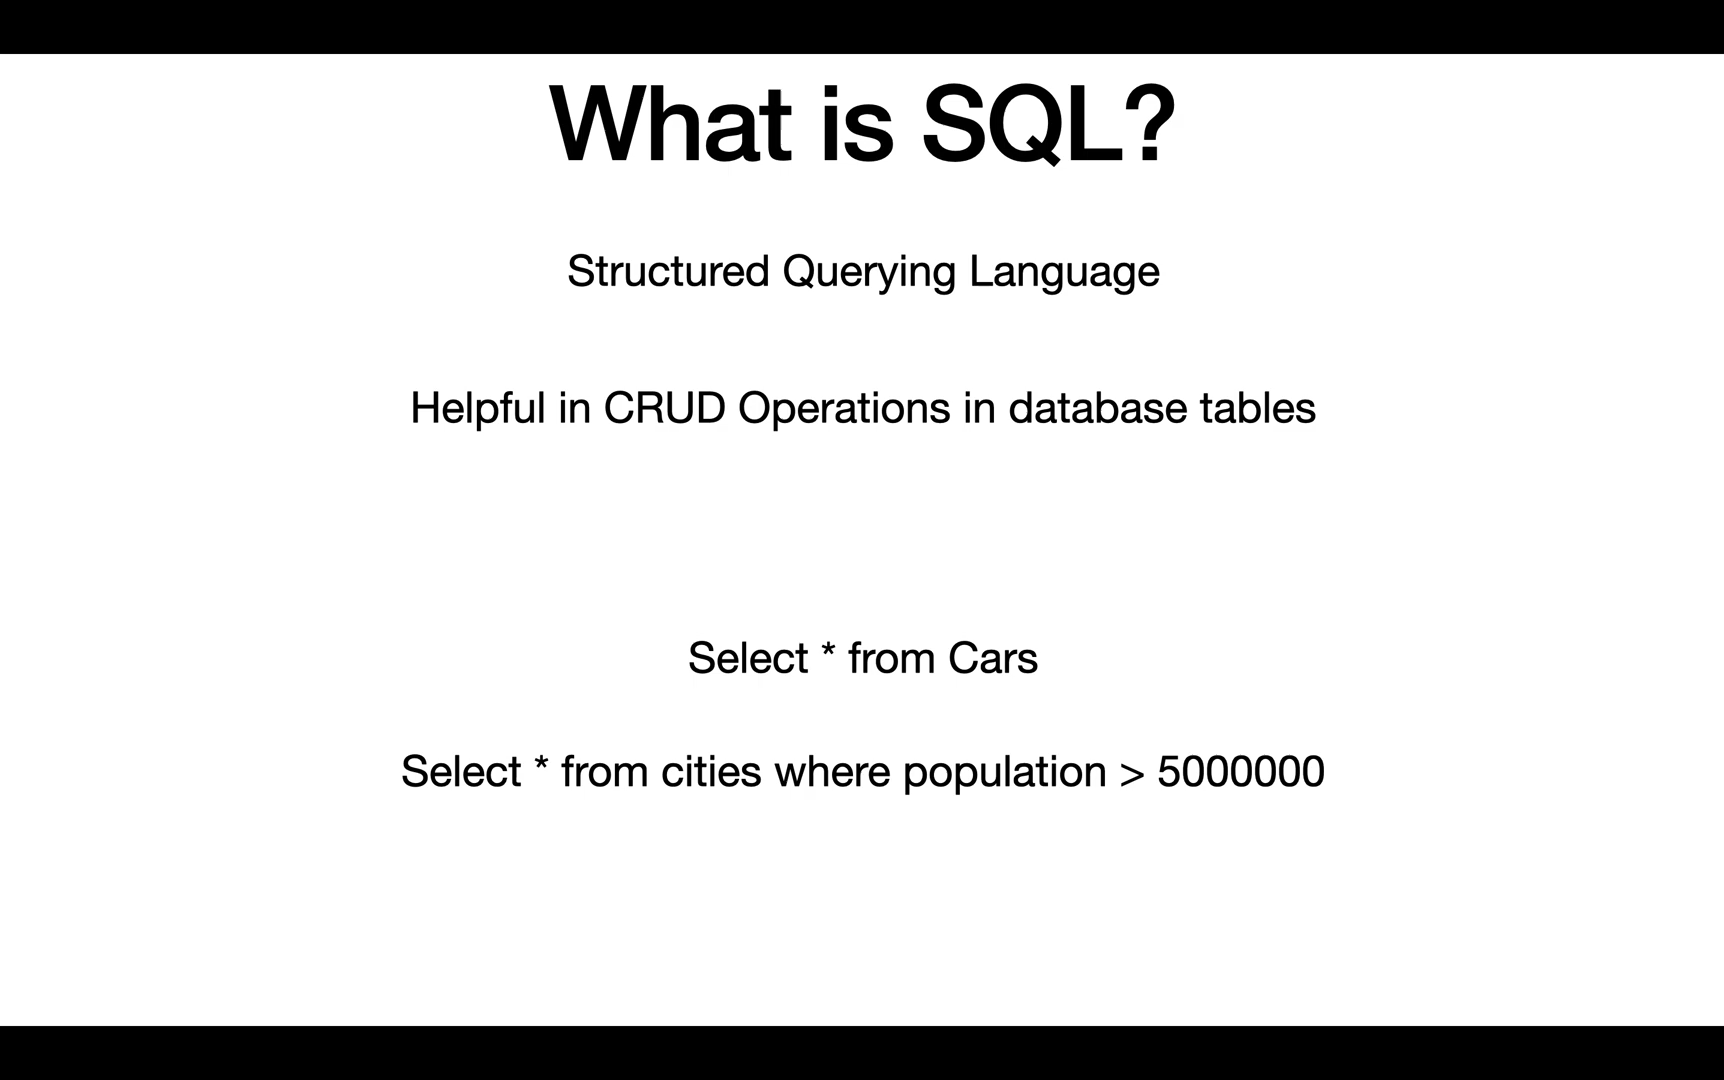 What is SQL?
Structured Querying Language
Helpful in CRUD Operations in database tables
Select * from Cars
Select * from cities where population > 5000000